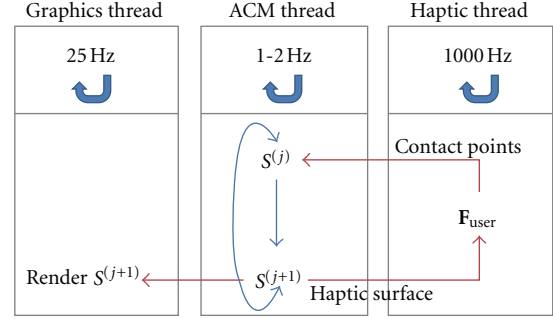 Graphics thread
ACM thread
Haptic thread
25 Hz
1-2 Hz
1000 Hz
Contact points
S^(j)
F_user
Render S^(j+1)
S^(j+1)
Haptic surface